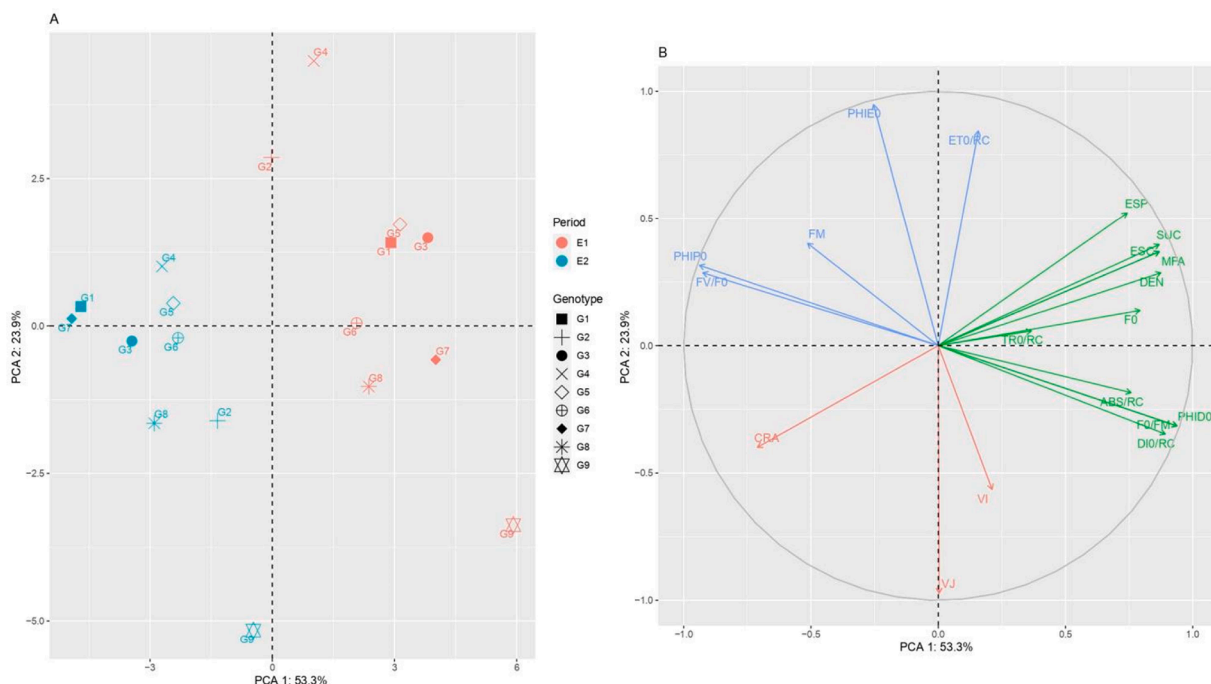 A
G4
G2
G5
G1
G3
G4
G1
G5
G7
G6
G3
G6
G7
G8
G8
G2
G9
G9
2.5
0.0
−2.5
−5.0
PCA 2: 23.9%
−3
0
3
6
PCA 1: 53.3%
Period
E1
E2
Genotype
G1
G2
G3
G4
G5
G6
G7
G8
G9
B
PHIE0
ET0/RC
ESP
SUC
FM
ESC
MFA
PHIP0
DEN
FV/F0
F0
TR0/RC
ABS/RC
PHID0
F0/FM
CRA
DI0/RC
VI
VJ
1.0
0.5
0.0
−0.5
−1.0
PCA 2: 23.9%
−1.0
−0.5
0.0
0.5
1.0
PCA 1: 53.3%